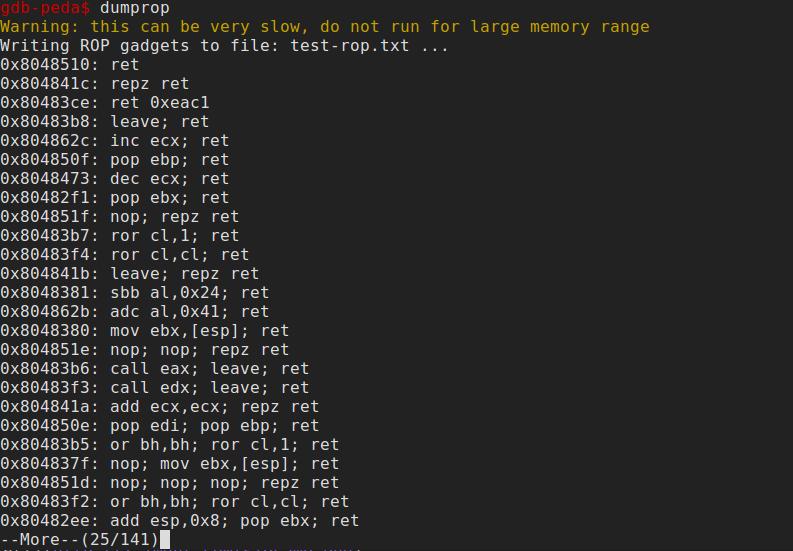 gdb-peda$ dumprop
Warning: this can be very slow, do not run for large memory range
Writing ROP gadgets to file: test-rop.txt ...
0x8048510: ret
0x804841c: repz ret
0x80483ce: ret 0xeac1
0x80483b8: leave; ret
0x804862c: inc ecx; ret
0x804850f: pop ebp; ret
0x8048473: dec ecx; ret
0x80482f1: pop ebx; ret
0x804851f: nop; repz ret
0x80483b7: ror cl,1; ret
0x80483f4: ror cl,cl; ret
0x804841b: leave; repz ret
0x8048381: sbb al,0x24; ret
0x804862b: adc al,0x41; ret
0x8048380: mov ebx,[esp]; ret
0x804851e: nop; nop; repz ret
0x80483b6: call eax; leave; ret
0x80483f3: call edx; leave; ret
0x804841a: add ecx,ecx; repz ret
0x804850e: pop edi; pop ebp; ret
0x80483b5: or bh,bh; ror cl,1; ret
0x804837f: nop; mov ebx,[esp]; ret
0x804851d: nop; nop; nop; repz ret
0x80483f2: or bh,bh; ror cl,cl; ret
0x80482ee: add esp,0x8; pop ebx; ret
--More--(25/141)